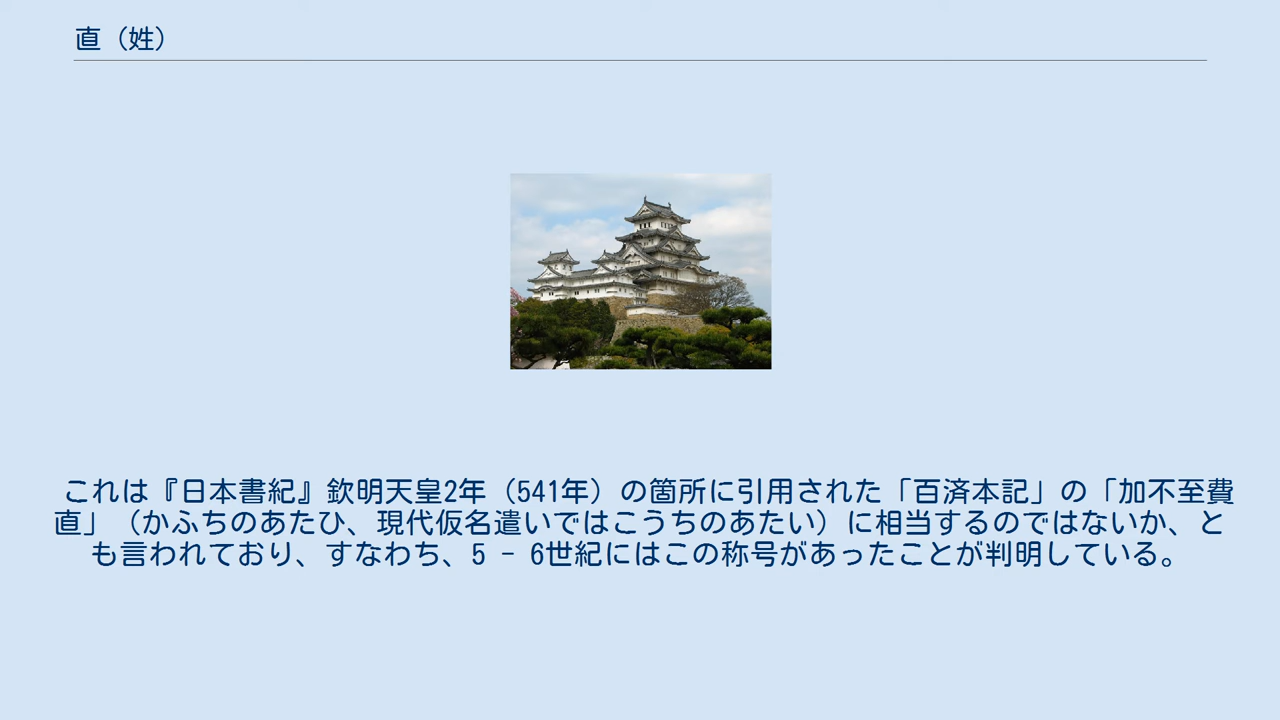 直（姓）
これは『日本書紀』欽明天皇2年（541年）の箇所に引用された「百済本記」の「加不至費
直」（かふちのあたひ、現代仮名遣いではこうちのあたい）に相当するのではないか、と
も言われており、すなわち、5 - 6世紀にはこの称号があったことが判明している。